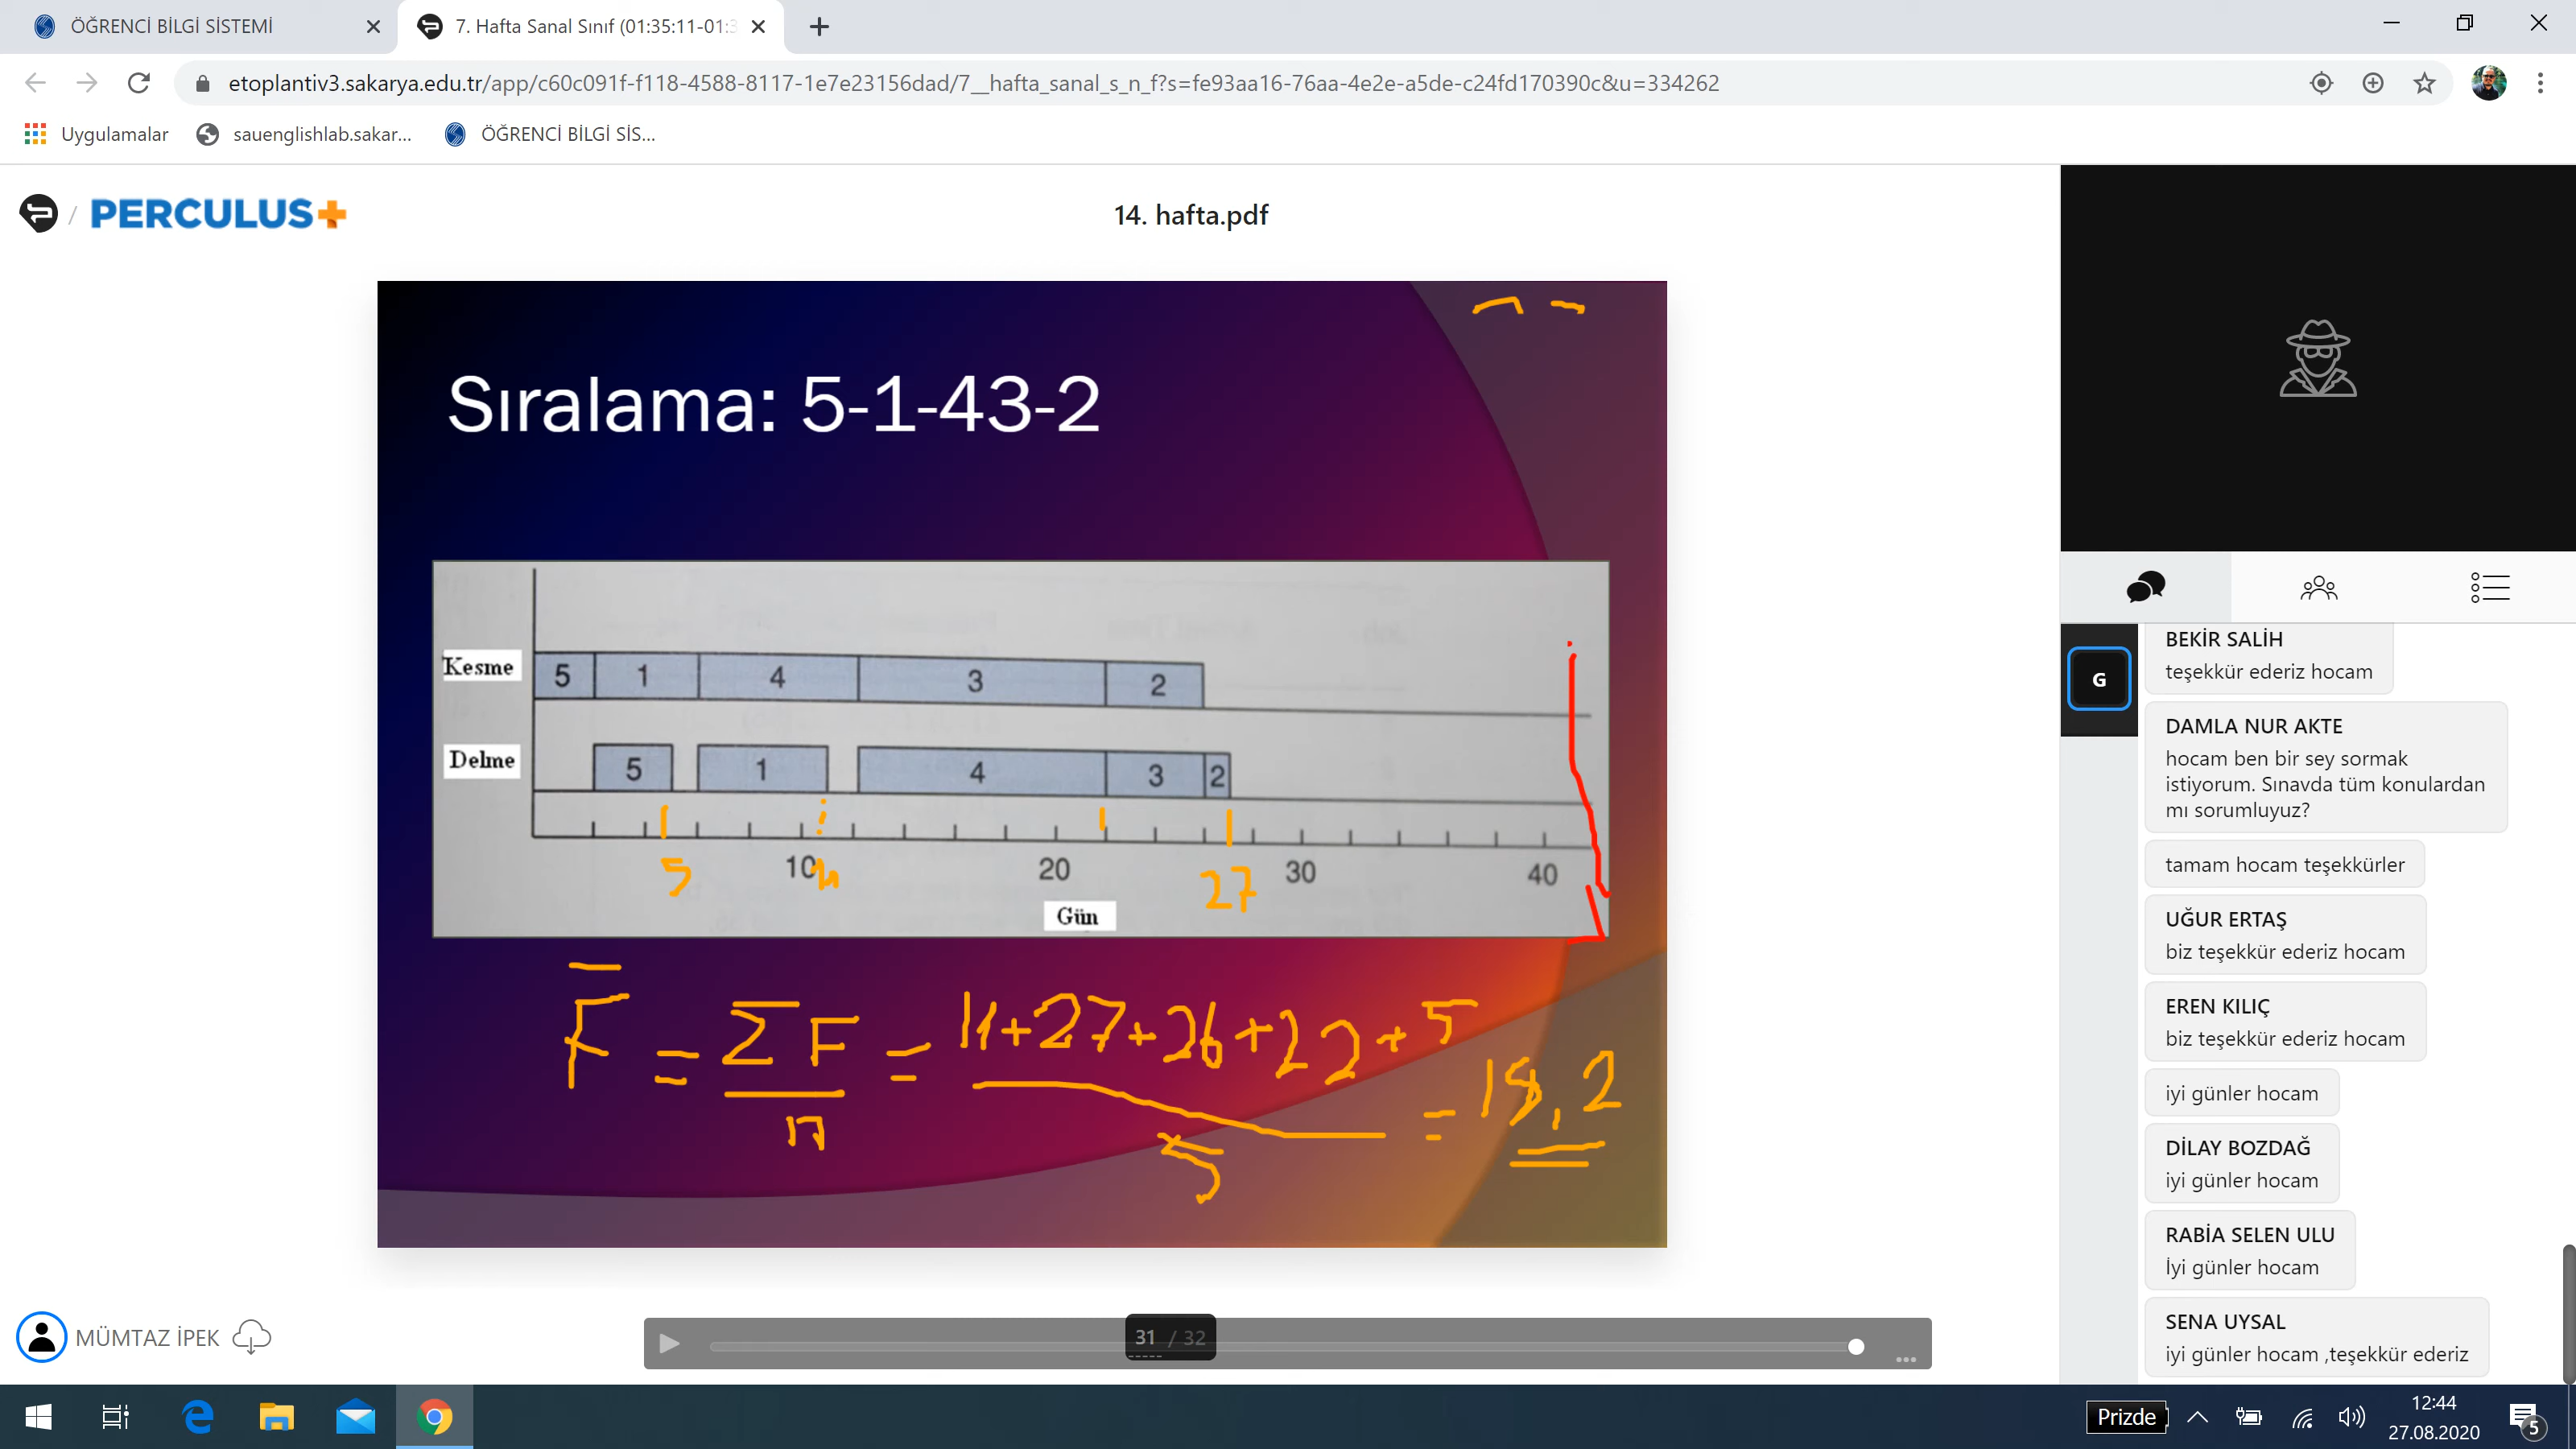 ÖĞRENCİ BİLGİ SİSTEMİ
7. Hafta Sanal Sınıf (01:35:11-01:3
etoplantiv3.sakarya.edu.tr/app/c60c091f-f118-4588-8117-1e7e23156dad/7__hafta_sanal_s_n_f?s=fe93aa16-76aa-4e2e-a5de-c24fd170390c&u=334262
Uygulamalar sauenglishlab.sakar... ÖĞRENCİ BİLGİ SİS...
/ PERCULUS+
14. hafta.pdf
Sıralama: 5-1-43-2
Kesme 5 1 4 3 2
Delme 5 1 4 3 2
10 20 30 40
5 11 27
Gün
F = ΣF / n = 11+27+26+22+5 / 5 = 18,2
G
BEKİR SALİH
teşekkür ederiz hocam
DAMLA NUR AKTE
hocam ben bir sey sormak
istiyorum. Sınavda tüm konulardan
mı sorumluyuz?
tamam hocam teşekkürler
UĞUR ERTAŞ
biz teşekkür ederiz hocam
EREN KILIÇ
biz teşekkür ederiz hocam
iyi günler hocam
DİLAY BOZDAĞ
iyi günler hocam
RABİA SELEN ULU
İyi günler hocam
SENA UYSAL
iyi günler hocam ,teşekkür ederiz
MÜMTAZ İPEK
31 / 32
Prizde
12:44
27.08.2020
5